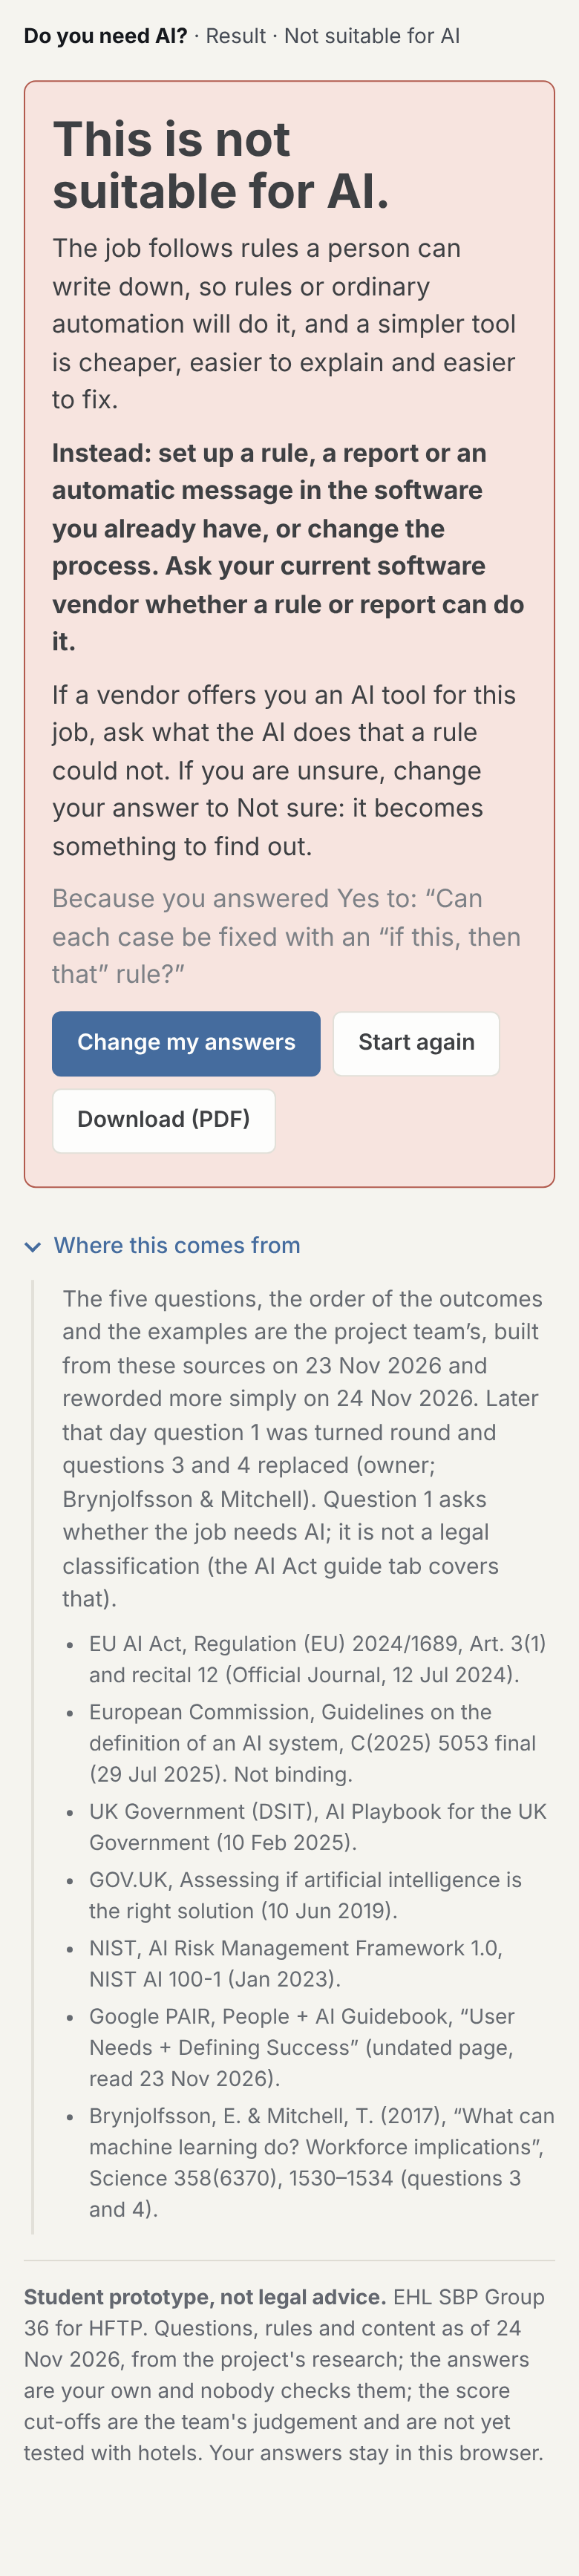 Do you need AI? · Result · Not suitable for AI
This is not
suitable for AI.
The job follows rules a person can
write down, so rules or ordinary
automation will do it, and a simpler tool
is cheaper, easier to explain and easier
to fix.
Instead: set up a rule, a report or an
automatic message in the software
you already have, or change the
process. Ask your current software
vendor whether a rule or report can do
it.
If a vendor offers you an AI tool for this
job, ask what the AI does that a rule
could not. If you are unsure, change
your answer to Not sure: it becomes
something to find out.
Because you answered Yes to: “Can
each case be fixed with an “if this, then
that” rule?”
Change my answers
Start again
Download (PDF)
Where this comes from
The five questions, the order of the outcomes
and the examples are the project team’s, built
from these sources on 23 Nov 2026 and
reworded more simply on 24 Nov 2026. Later
that day question 1 was turned round and
questions 3 and 4 replaced (owner;
Brynjolfsson & Mitchell). Question 1 asks
whether the job needs AI; it is not a legal
classification (the AI Act guide tab covers
that).
• EU AI Act, Regulation (EU) 2024/1689, Art. 3(1)
and recital 12 (Official Journal, 12 Jul 2024).
• European Commission, Guidelines on the
definition of an AI system, C(2025) 5053 final
(29 Jul 2025). Not binding.
• UK Government (DSIT), AI Playbook for the UK
Government (10 Feb 2025).
• GOV.UK, Assessing if artificial intelligence is
the right solution (10 Jun 2019).
• NIST, AI Risk Management Framework 1.0,
NIST AI 100-1 (Jan 2023).
• Google PAIR, People + AI Guidebook, “User
Needs + Defining Success” (undated page,
read 23 Nov 2026).
• Brynjolfsson, E. & Mitchell, T. (2017), “What can
machine learning do? Workforce implications”,
Science 358(6370), 1530–1534 (questions 3
and 4).
Student prototype, not legal advice. EHL SBP Group
36 for HFTP. Questions, rules and content as of 24
Nov 2026, from the project's research; the answers
are your own and nobody checks them; the score
cut-offs are the team's judgement and are not yet
tested with hotels. Your answers stay in this browser.